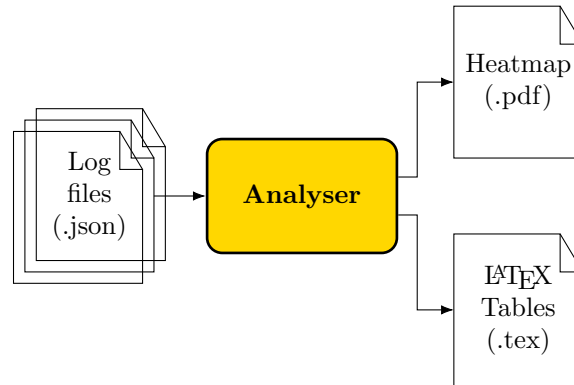 Log
files
(.json)
Analyser
Heatmap
(.pdf)
LATEX
Tables
(.tex)